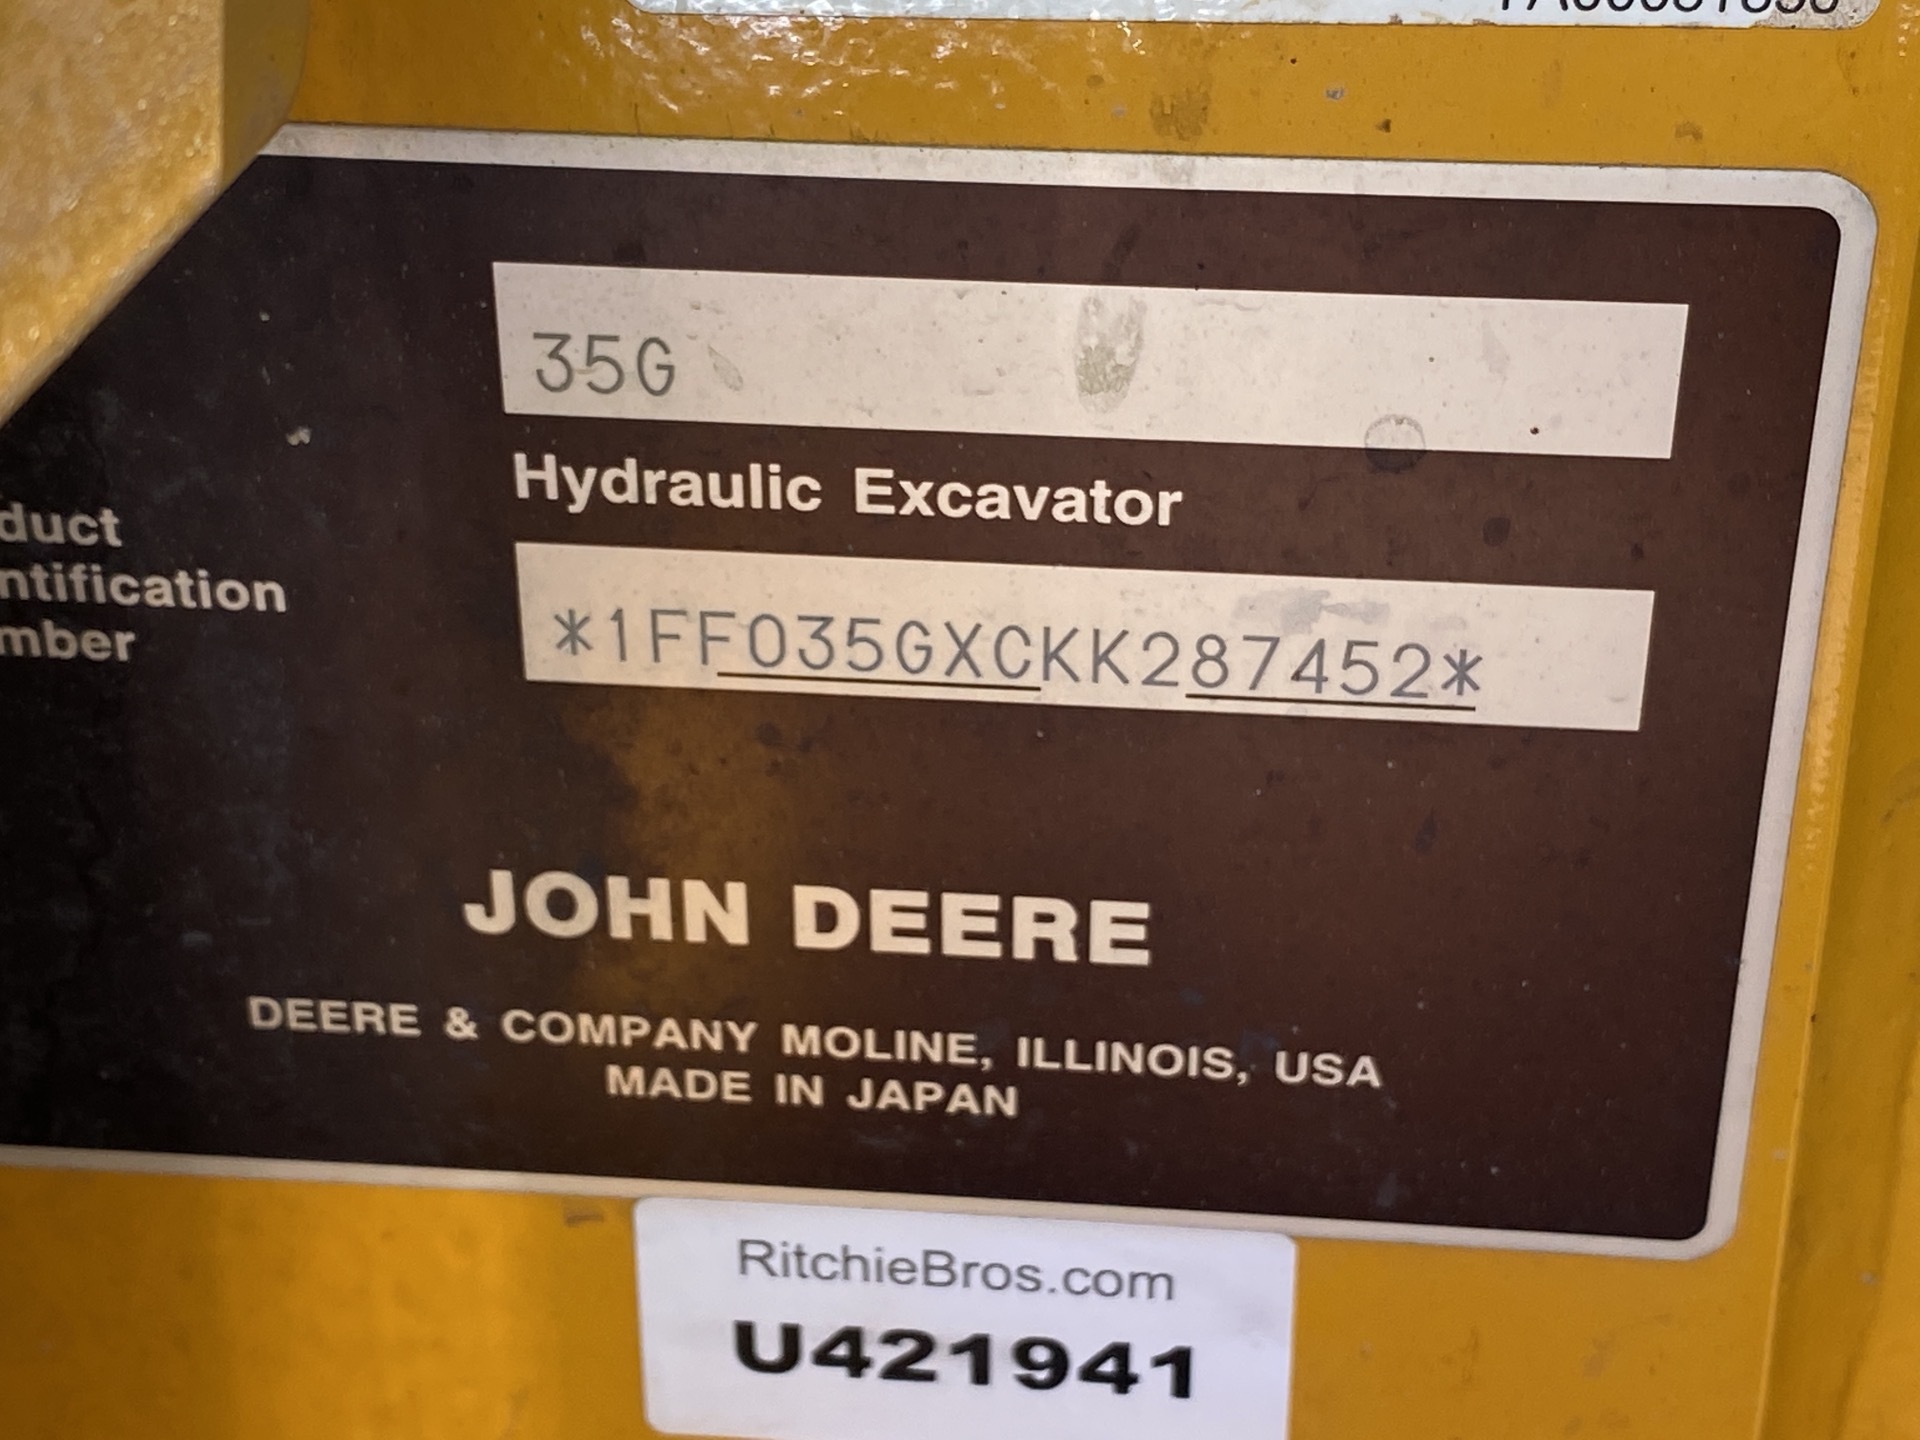 35G
Hydraulic Excavator
duct
ntification
mber
*1FF035GXCKK287452*
JOHN DEERE
DEERE & COMPANY MOLINE, ILLINOIS, USA
MADE IN JAPAN
RitchieBros.com
U421941